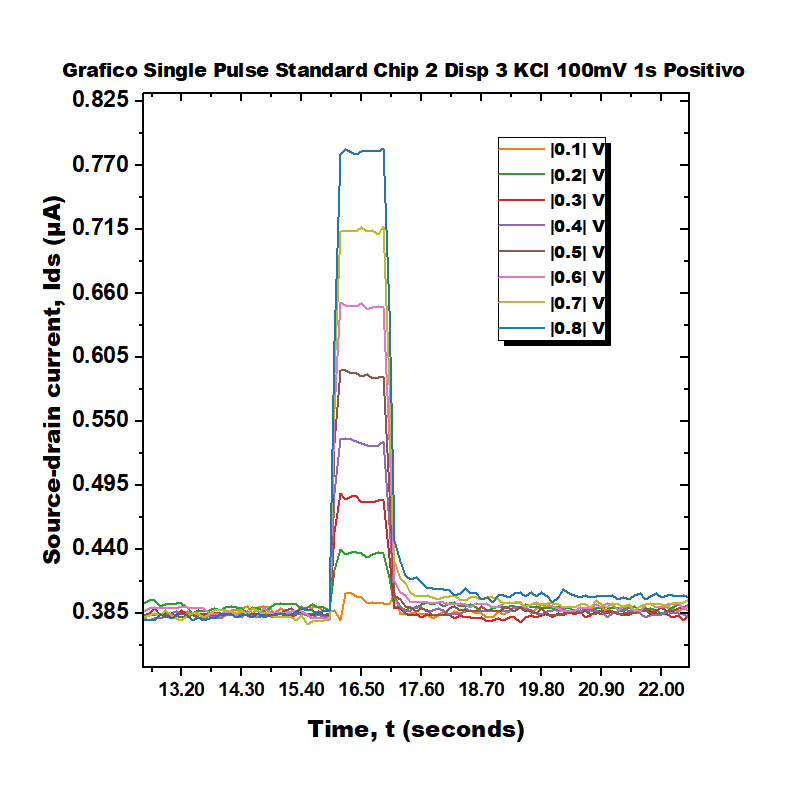 Grafico Single Pulse Standard Chip 2 Disp 3 KCl 100mV 1s Positivo
0.825
0.770
0.715
0.660
0.605
0.550
0.495
0.440
0.385
Source-drain current, Ids (µA)
|0.1| V
|0.2| V
|0.3| V
|0.4| V
|0.5| V
|0.6| V
|0.7| V
|0.8| V
13.20 14.30 15.40 16.50 17.60 18.70 19.80 20.90 22.00
Time, t (seconds)